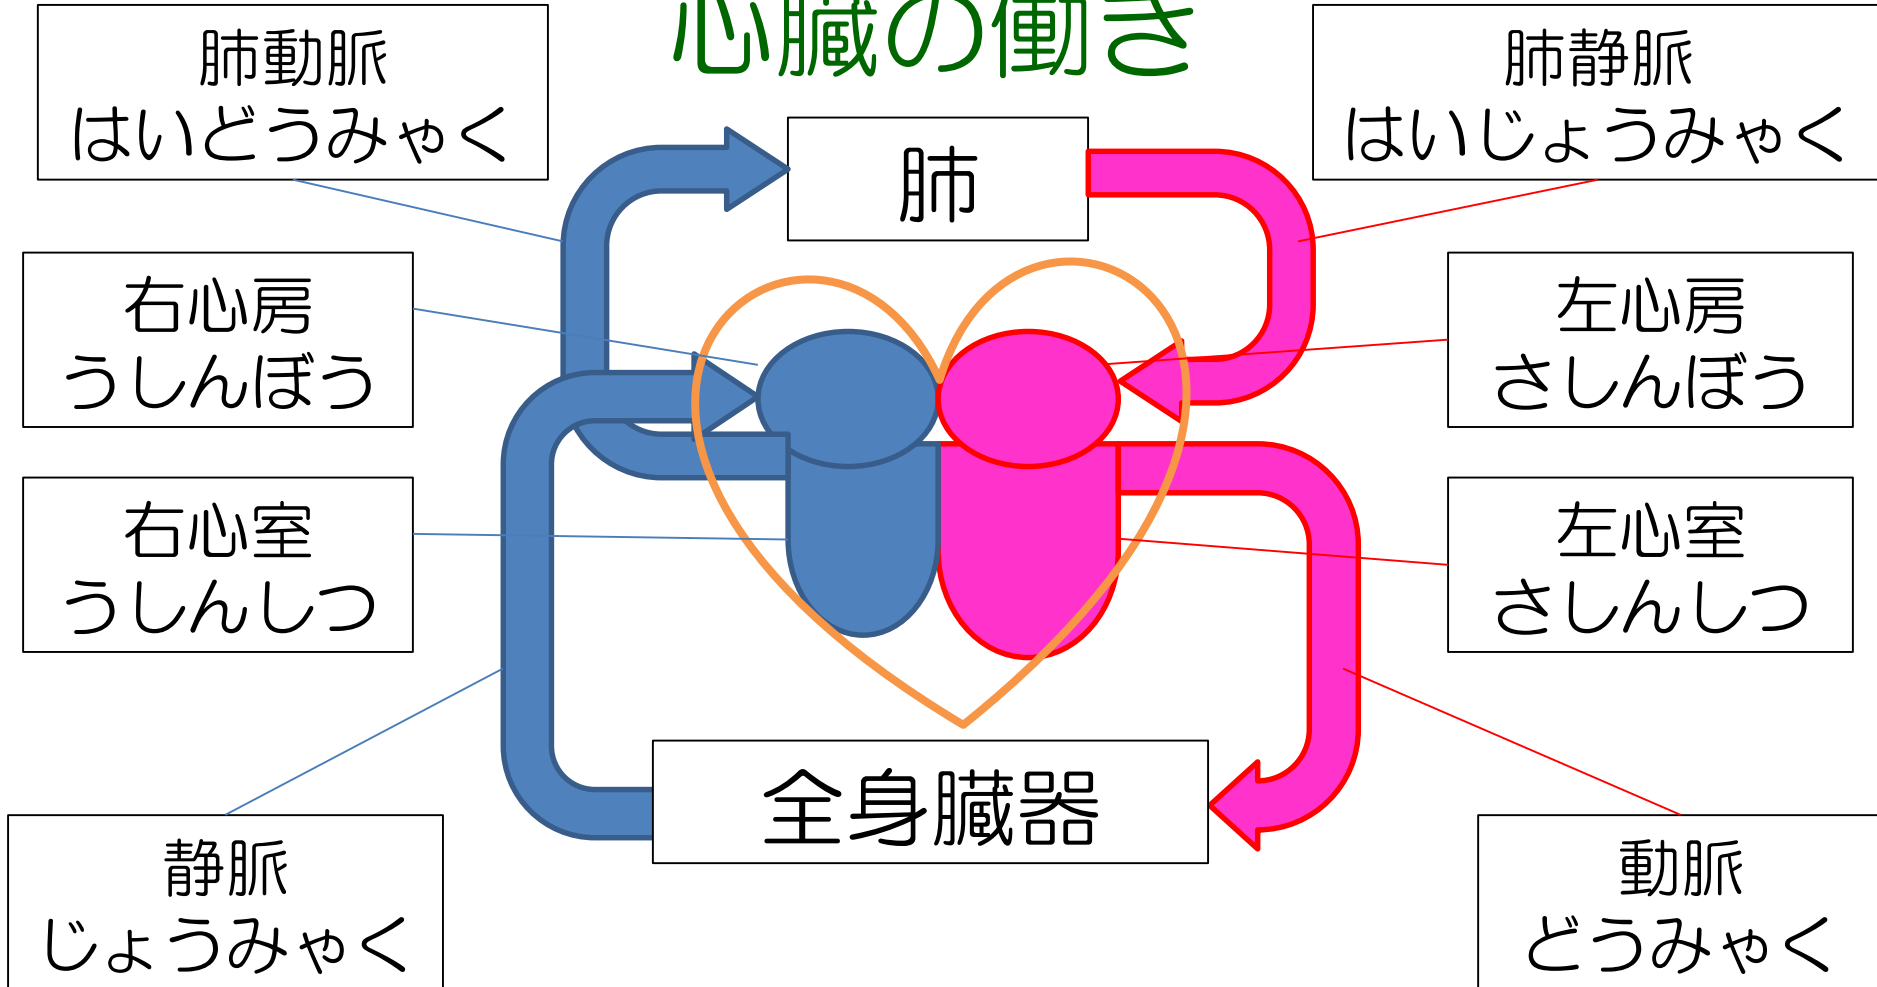 心臓の働き
肺動脈
はいどうみゃく
肺静脈
はいじょうみゃく
肺
右心房
うしんぼう
左心房
さしんぼう
右心室
うしんしつ
左心室
さしんしつ
全身臓器
静脈
じょうみゃく
動脈
どうみゃく